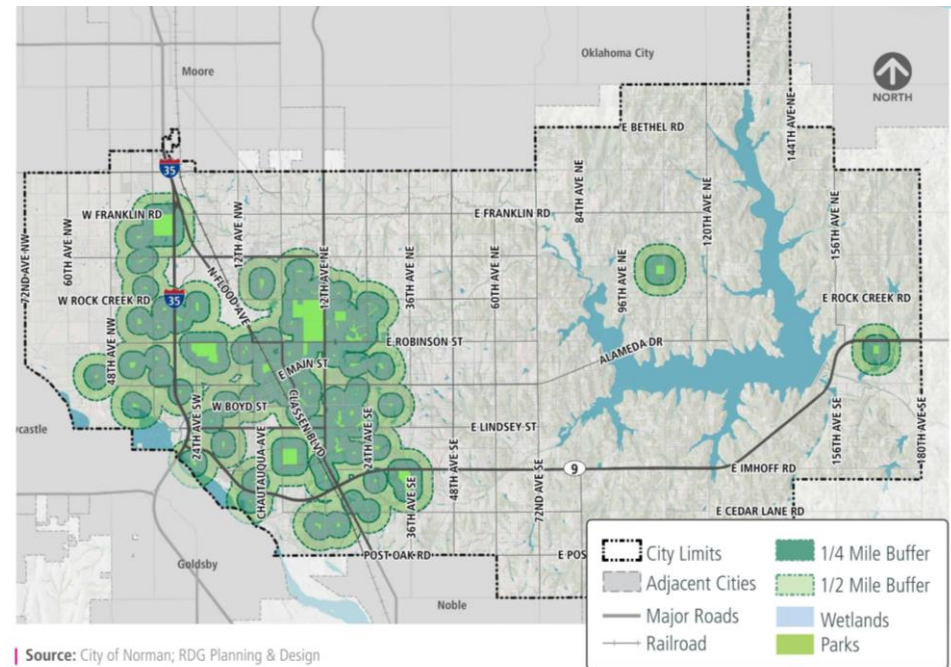 Oklahoma City
Moore
NORTH
E BETHEL RD
144TH AVE NE
35
W FRANKLIN RD
E FRANKLIN RD
84TH AVE NE
72ND AVE NW
60TH AVE NW
12TH AVE NW
N FLOOD AVE
12TH AVE NE
36TH AVE NE
60TH AVE NE
96TH AVE NE
120TH AVE NE
156TH AVE NE
W ROCK CREEK RD
35
E ROCK CREEK RD
48TH AVE NW
E ROBINSON ST
ALAMEDA DR
E MAIN ST
W BOYD ST
CLASSEN BLVD
24TH AVE SW
E LINDSEY ST
wcastle
CHAUTAUQUA AVE
24TH AVE SE
48TH AVE SE
156TH AVE SE
180TH AVE SE
9
E IMHOFF RD
36TH AVE SE
72ND AVE SE
E CEDAR LANE RD
POST OAK RD
E POS
Goldsby
Noble
City Limits
Adjacent Cities
Major Roads
Railroad
1/4 Mile Buffer
1/2 Mile Buffer
Wetlands
Parks
Source: City of Norman; RDG Planning & Design